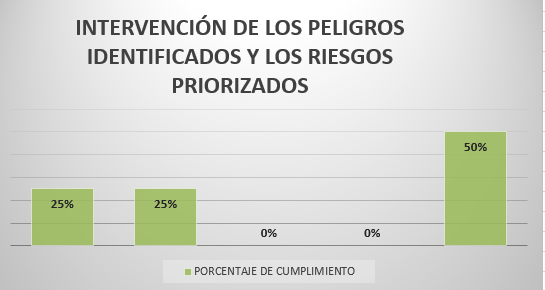 INTERVENCIÓN DE LOS PELIGROS
IDENTIFICADOS Y LOS RIESGOS
PRIORIZADOS
50%
25% 25%
0% 0%
PORCENTAJE DE CUMPLIMIENTO